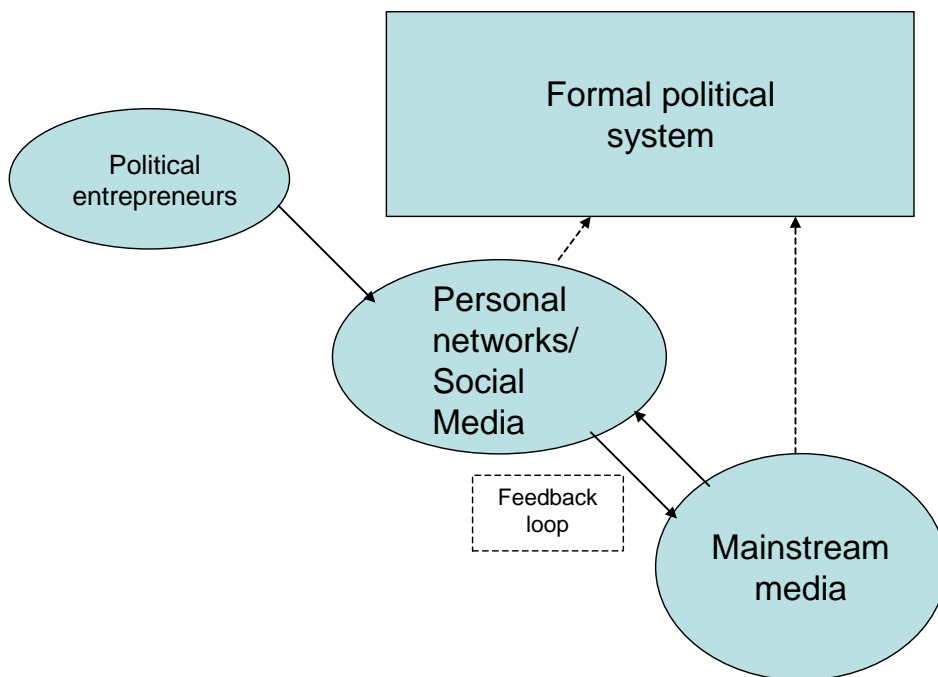 Formal political
system
Political
entrepreneurs
Personal
networks/
Social
Media
Feedback
loop
Mainstream
media